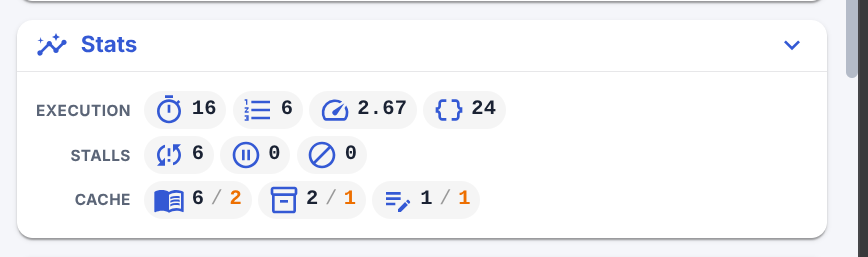 Stats
EXECUTION 16 6 2.67 24
STALLS 6 0 0
CACHE 6 / 2 2 / 1 1 / 1